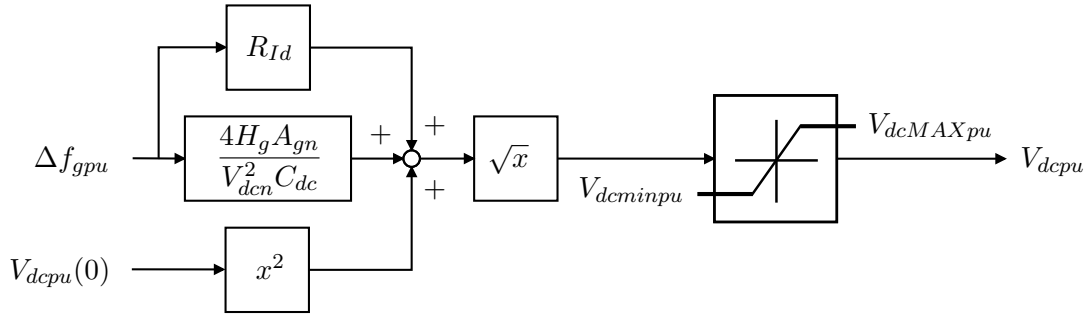 R_{Id}
+
+
Δf_{gpu}
\frac{4H_g A_{gn}}{V_{dcn}^2 C_{dc}}
+
√x
V_{dcMAXpu}
V_{dcpu}
V_{dcminpu}
V_{dcpu}(0)
x^2